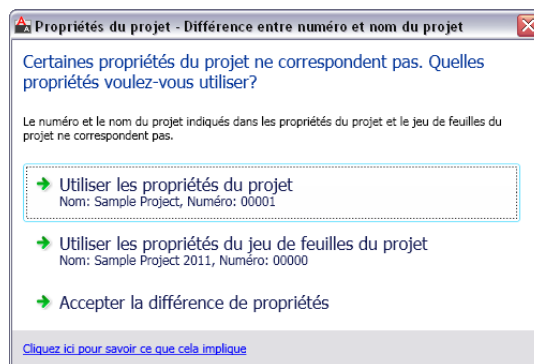 Propriétés du projet - Différence entre numéro et nom du projet
Certaines propriétés du projet ne correspondent pas. Quelles
propriétés voulez-vous utiliser?
Le numéro et le nom du projet indiqués dans les propriétés du projet et le jeu de feuilles du
projet ne correspondent pas.
Utiliser les propriétés du projet
Nom: Sample Project, Numéro: 00001
Utiliser les propriétés du jeu de feuilles du projet
Nom: Sample Project 2011, Numéro: 00000
Accepter la différence de propriétés
Cliquez ici pour savoir ce que cela implique